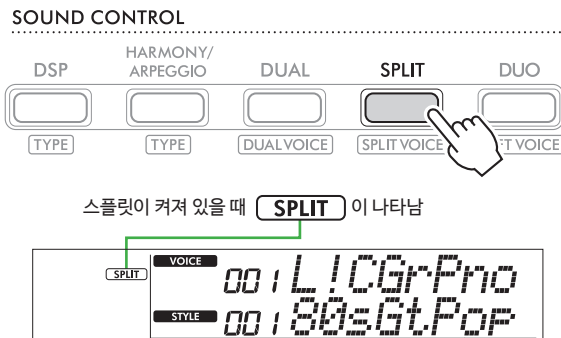 SOUND CONTROL
DSP
HARMONY/
ARPEGGIO
DUAL
SPLIT
DUO
TYPE
TYPE
DUAL VOICE
SPLIT VOICE
VOICE
스플릿이 켜져 있을 때 SPLIT 이 나타남
SPLIT
VOICE 001 L!CGrPno
STYLE 001 80sGtPop